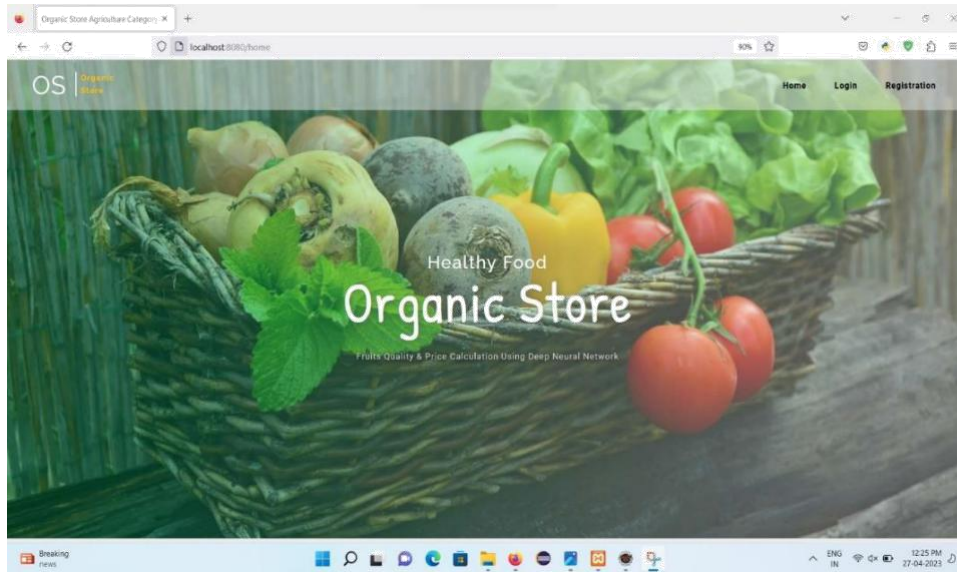 Organic Store Agriculture Category
localhost:8080/home
90%
OS
Organic
Store
Home Login Registration
Healthy Food
Organic Store
Fruits Quality & Price Calculation Using Deep Neural Network
Breaking
news
ENG
IN
12:25 PM
27-04-2023